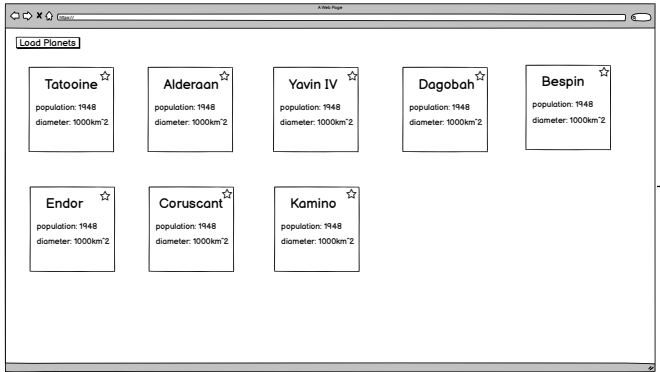 A Web Page
https://
Load Planets
Tatooine
population: 1948
diameter: 1000km^2
Alderaan
population: 1948
diameter: 1000km^2
Yavin IV
population: 1948
diameter: 1000km^2
Dagobah
population: 1948
diameter: 1000km^2
Bespin
population: 1948
diameter: 1000km^2
Endor
population: 1948
diameter: 1000km^2
Coruscant
population: 1948
diameter: 1000km^2
Kamino
population: 1948
diameter: 1000km^2